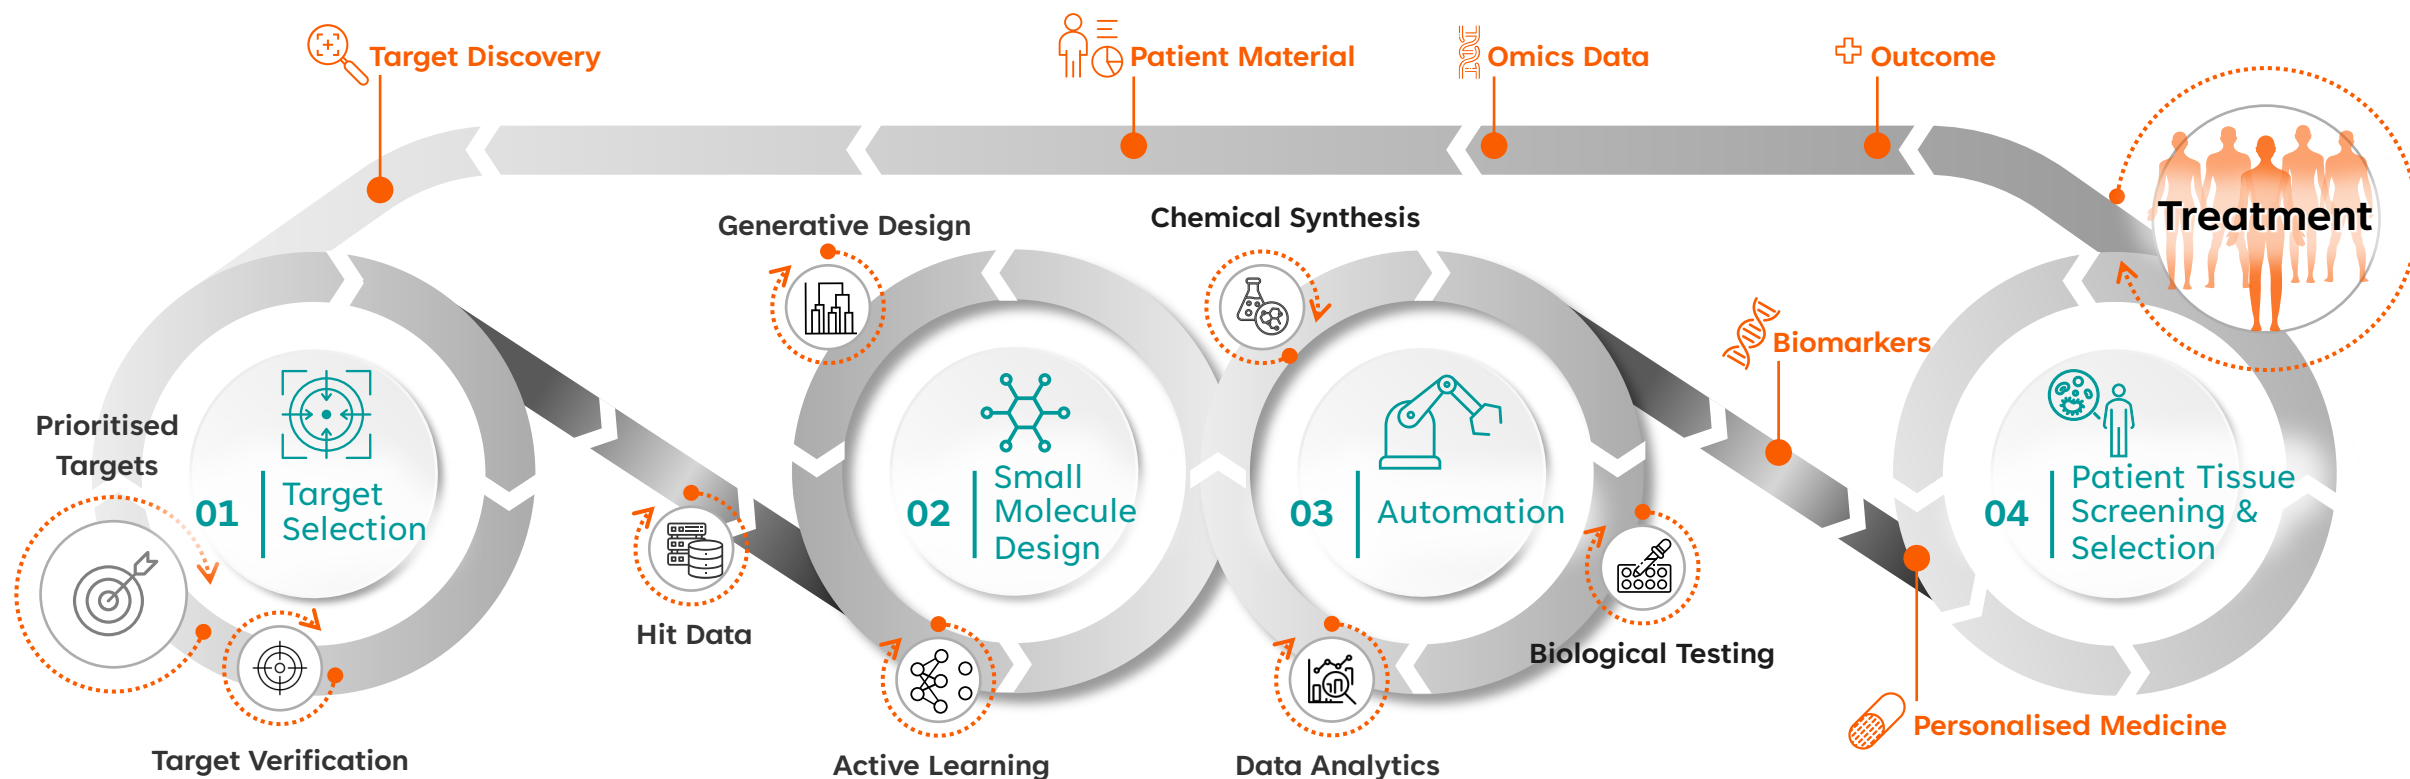 Target Discovery
Patient Material
Omics Data
Outcome
Treatment
Generative Design
Chemical Synthesis
Biomarkers
Prioritised
Targets
01
Target
Selection
02
Small
Molecule
Design
03
Automation
04
Patient Tissue
Screening &
Selection
Hit Data
Biological Testing
Personalised Medicine
Target Verification
Active Learning
Data Analytics